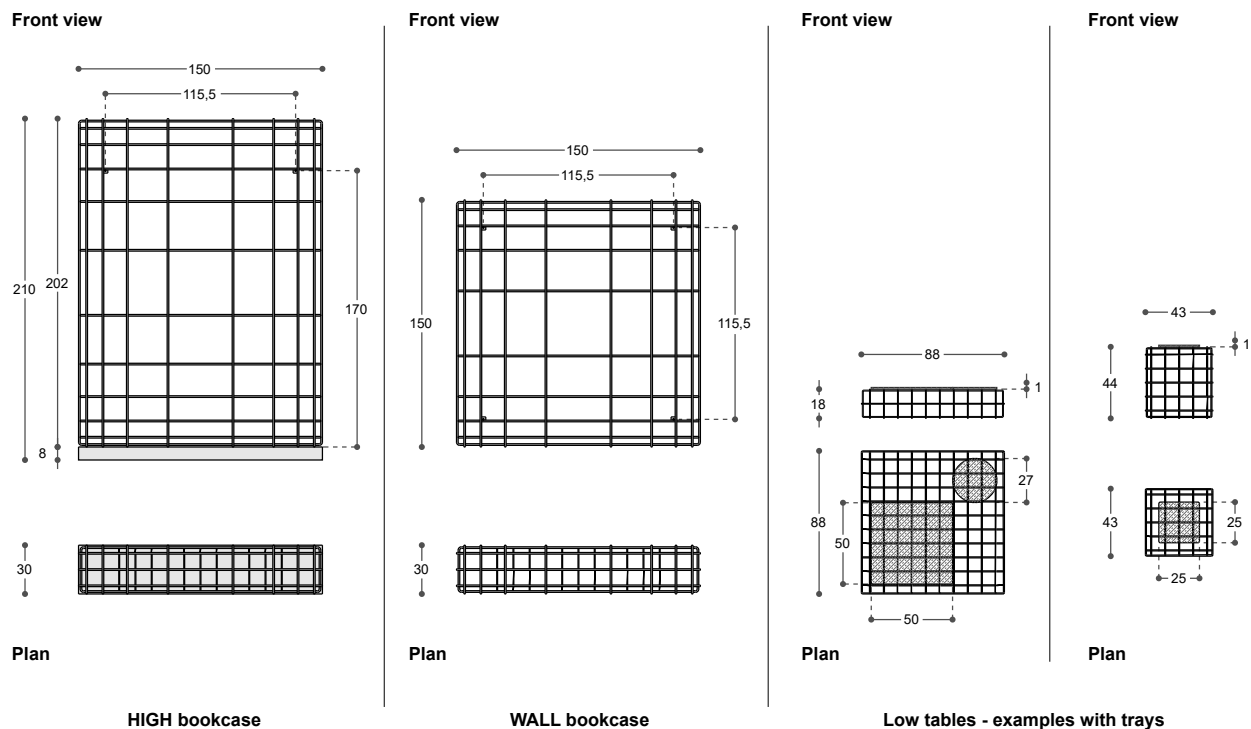 Front view
150
115,5
210
202
170
8
30
Plan
HIGH bookcase
Front view
150
115,5
150
115,5
30
Plan
WALL bookcase
Front view
88
1
18
27
88
50
50
Plan
Front view
43
1
44
43
25
25
Plan
Low tables - examples with trays